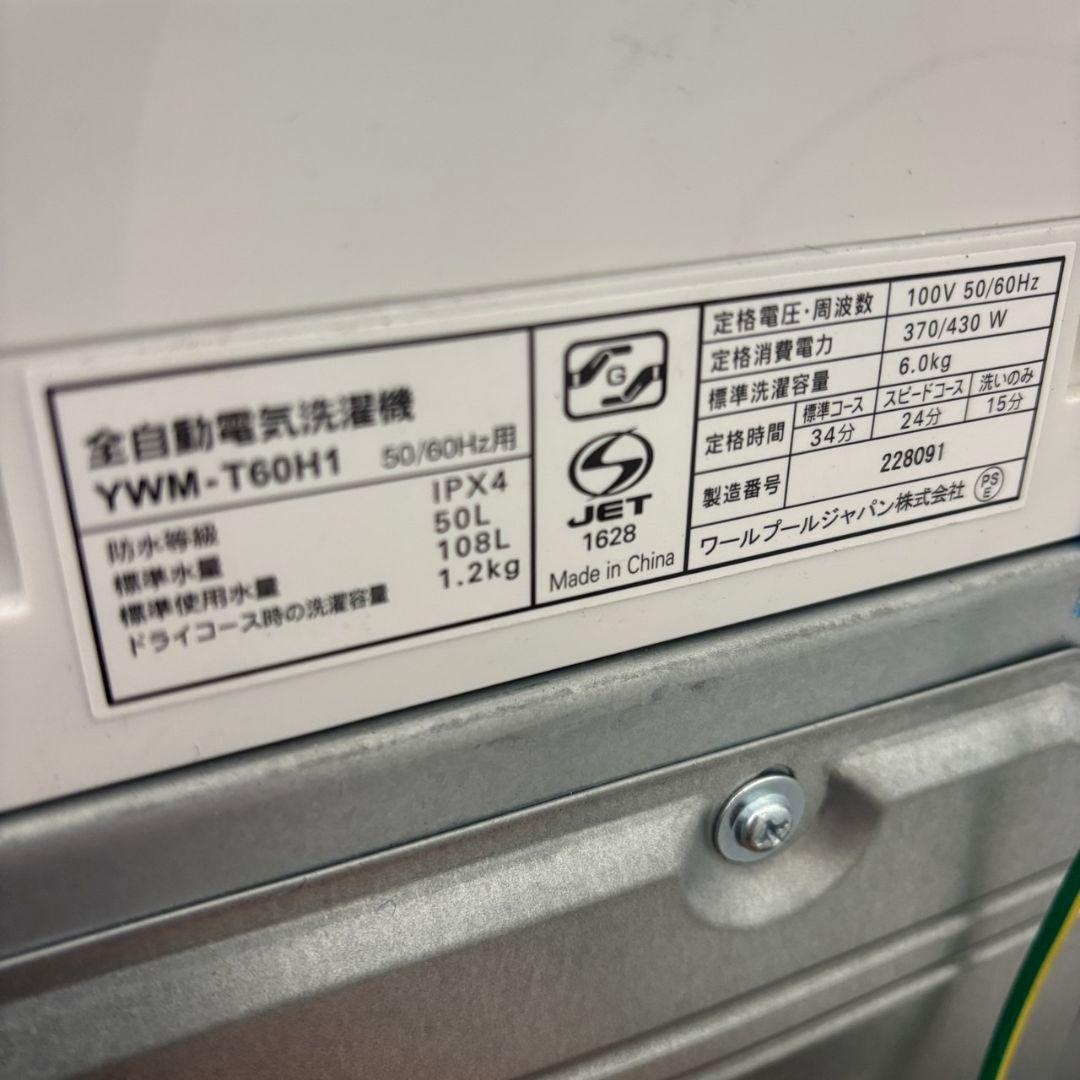 全自動電気洗濯機
YWM-T60H1 50/60Hz用
防水等級 IPX4
標準水量 50L
標準使用水量 108L
ドライコース時の洗濯容量 1.2kg
G
JET
1628
Made in China
定格電圧・周波数 100V 50/60Hz
定格消費電力 370/430 W
標準洗濯容量 6.0kg
定格時間 標準コース スピードコース 洗いのみ
34分 24分 15分
製造番号 228091
ワールプールジャパン株式会社 PSE